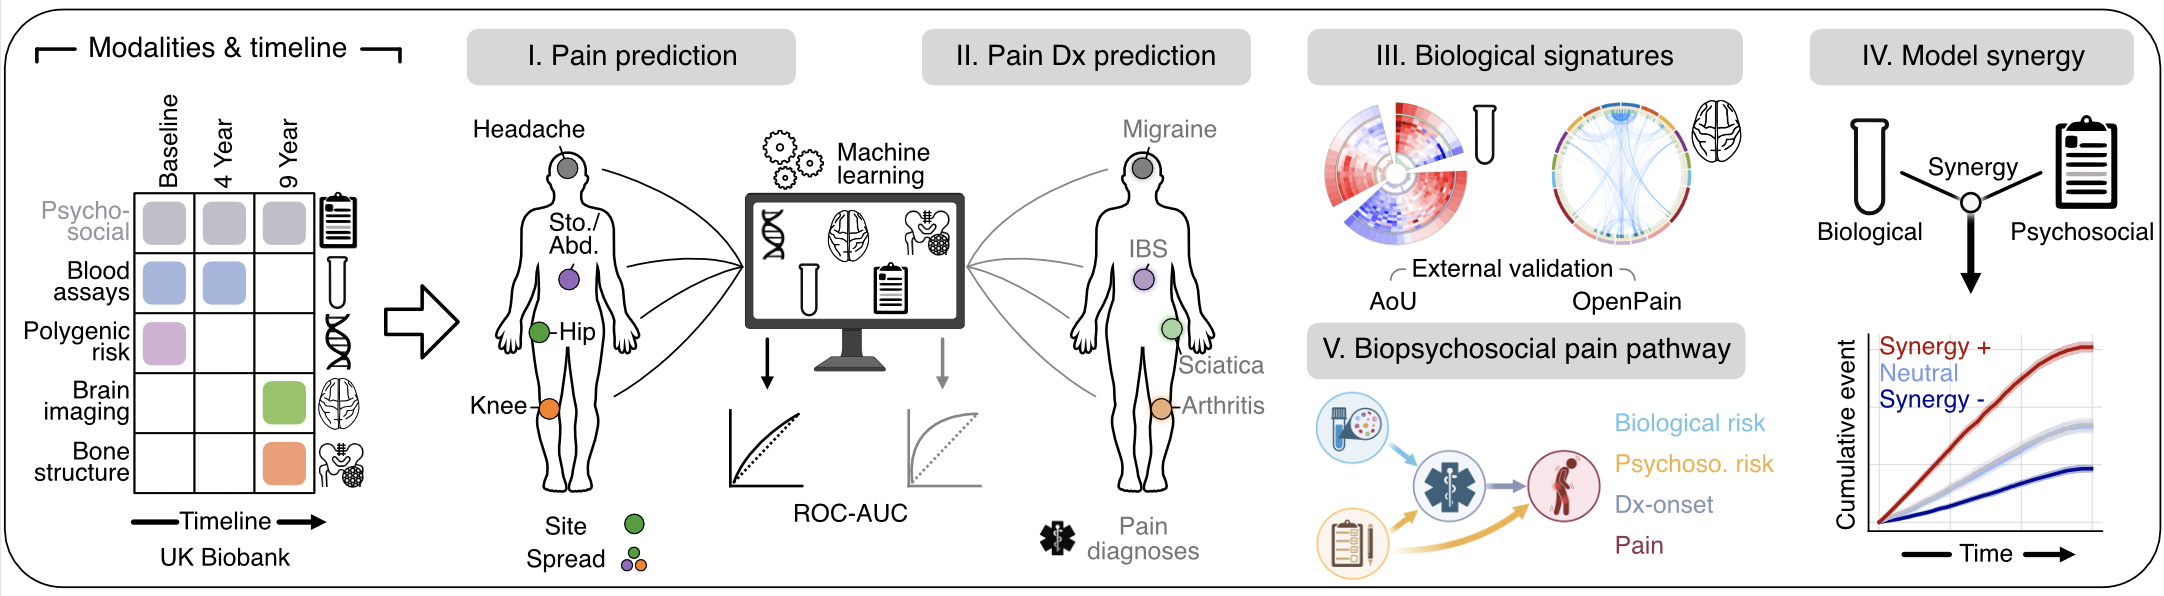 Modalities & timeline
Baseline
4 Year
9 Year
Psycho-
social
Blood
assays
Polygenic
risk
Brain
imaging
Bone
structure
Timeline
UK Biobank
I. Pain prediction
Headache
Sto./
Abd.
Hip
Knee
Site
Spread
Machine
learning
ROC-AUC
II. Pain Dx prediction
Migraine
IBS
Sciatica
Arthritis
Pain
diagnoses
III. Biological signatures
External validation
AoU
OpenPain
V. Biopsychosocial pain pathway
Biological risk
Psychoso. risk
Dx-onset
Pain
IV. Model synergy
Synergy
Biological
Psychosocial
Cumulative event
Synergy +
Neutral
Synergy -
Time